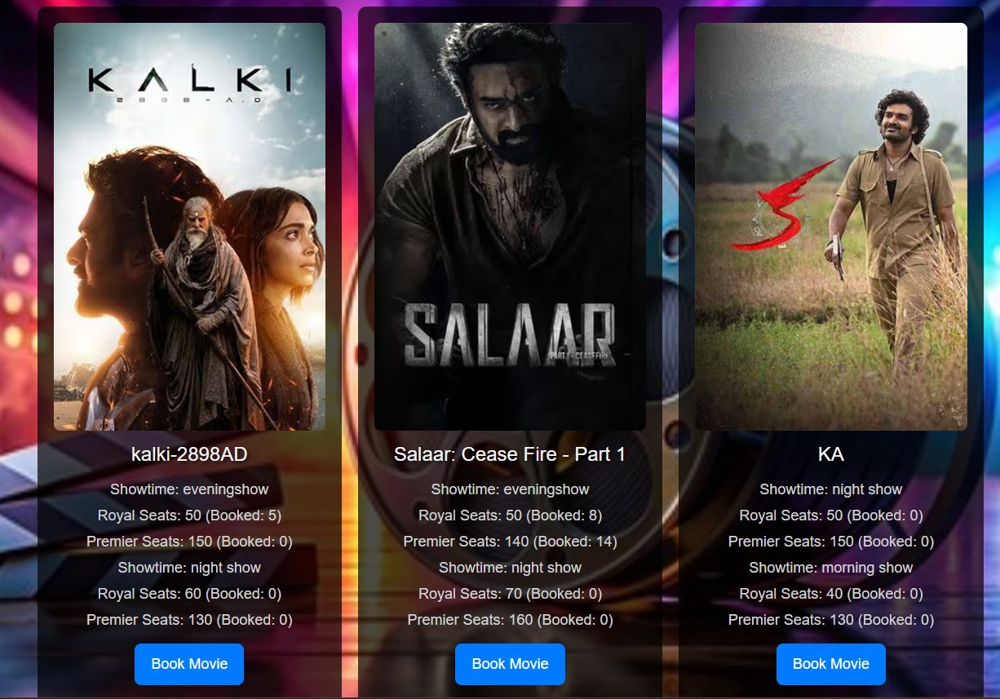 KALKI
2898-A.D
kalki-2898AD
Showtime: eveningshow
Royal Seats: 50 (Booked: 5)
Premier Seats: 150 (Booked: 0)
Showtime: night show
Royal Seats: 60 (Booked: 0)
Premier Seats: 130 (Booked: 0)
Book Movie
SALAAR
PART 1 - CEASEFIRE
Salaar: Cease Fire - Part 1
Showtime: eveningshow
Royal Seats: 50 (Booked: 8)
Premier Seats: 140 (Booked: 14)
Showtime: night show
Royal Seats: 70 (Booked: 0)
Premier Seats: 160 (Booked: 0)
Book Movie
KA
Showtime: night show
Royal Seats: 50 (Booked: 0)
Premier Seats: 150 (Booked: 0)
Showtime: morning show
Royal Seats: 40 (Booked: 0)
Premier Seats: 130 (Booked: 0)
Book Movie